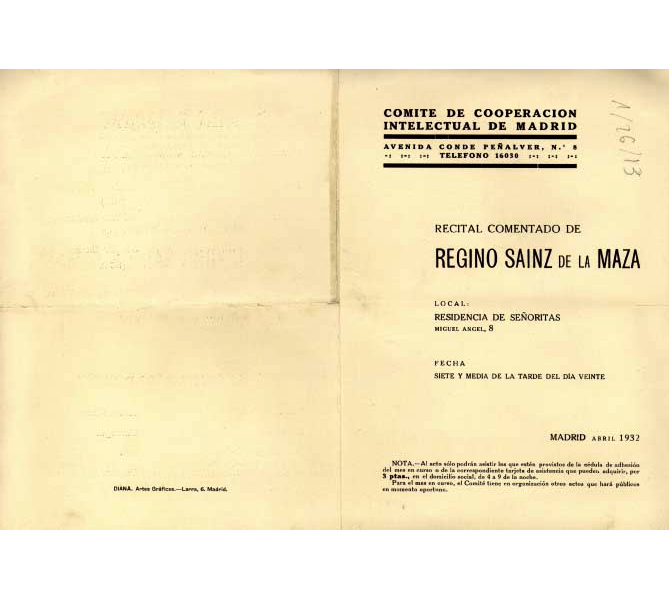 COMITE DE COOPERACION
INTELECTUAL DE MADRID
AVENIDA CONDE PEÑALVER, N.º 8
TELEFONO 16030
1/26/13
RECITAL COMENTADO DE
REGINO SAINZ DE LA MAZA
LOCAL:
RESIDENCIA DE SEÑORITAS
MIGUEL ANGEL, 8
FECHA
SIETE Y MEDIA DE LA TARDE DEL DIA VEINTE
MADRID ABRIL 1932
NOTA.—Al acto sólo podrán asistir los que estén provistos de la cédula de adhesión
del mes en curso o de la correspondiente tarjeta de asistencia que pueden adquirir, por
3 ptas., en el domicilio social, de 4 a 9 de la noche.
Para el mes en curso, el Comité tiene en organización otros actos que hará públicos
en momento oportuno.
DIANA. Artes Gráficas.—Larra, 6. Madrid.